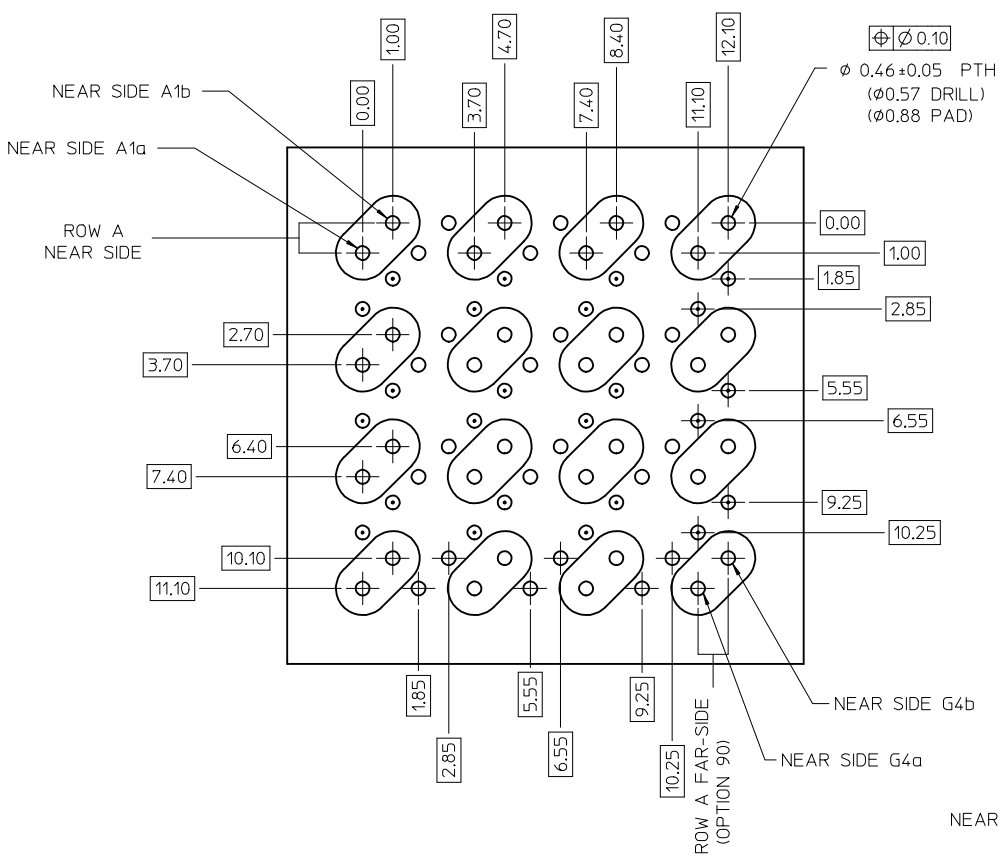 1.00
4.70
8.40
12.10
⌖ Ø 0.10
Ø 0.46±0.05 PTH
(Ø0.57 DRILL)
(Ø0.88 PAD)
NEAR SIDE A1b
0.00
3.70
7.40
11.10
NEAR SIDE A1a
ROW A
NEAR SIDE
0.00
1.00
1.85
2.85
2.70
3.70
5.55
6.55
6.40
7.40
9.25
10.25
10.10
11.10
1.85
2.85
5.55
6.55
9.25
10.25
ROW A FAR-SIDE
(OPTION 90)
NEAR SIDE G4b
NEAR SIDE G4a
NEAR